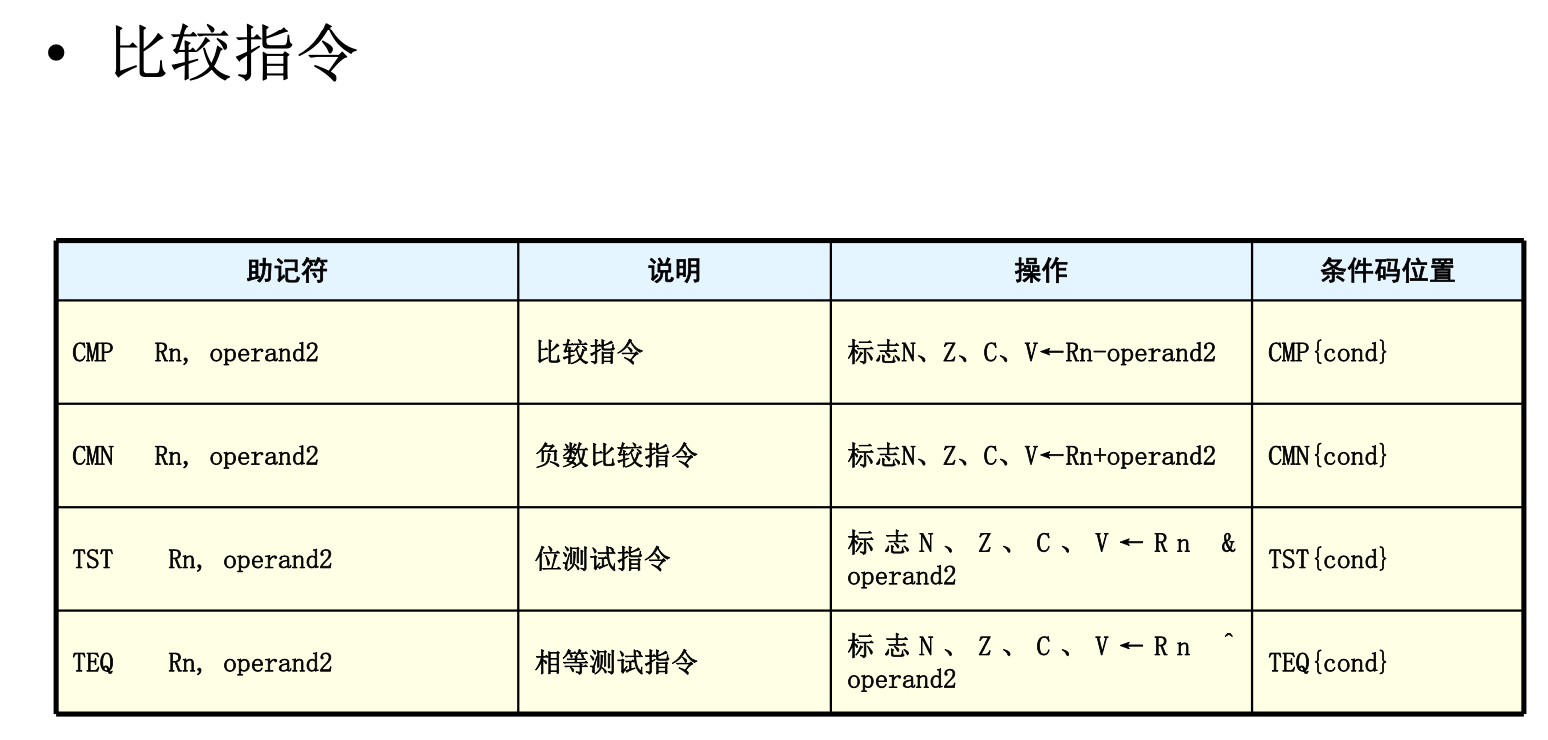 • 比较指令
助记符 说明 操作 条件码位置
CMP Rn, operand2 比较指令 标志N、Z、C、V←Rn-operand2 CMP{cond}
CMN Rn, operand2 负数比较指令 标志N、Z、C、V←Rn+operand2 CMN{cond}
TST Rn, operand2 位测试指令 标志N、Z、C、V←Rn &
operand2 TST{cond}
TEQ Rn, operand2 相等测试指令 标志N、Z、C、V←Rn ^
operand2 TEQ{cond}